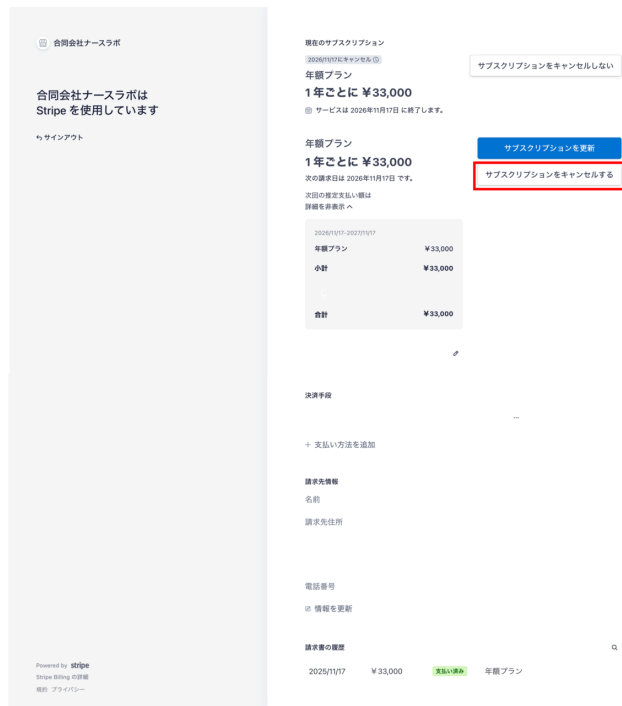 合同会社ナースラボ
合同会社ナースラボは
Stripe を使用しています
サインアウト
Powered by stripe
Stripe Billing の詳細
規約 プライバシー
現在のサブスクリプション
2026/11/17にキャンセル
サブスクリプションをキャンセルしない
年額プラン
1 年ごとに ¥33,000
サービスは 2026年11月17日 に終了します。
年額プラン
サブスクリプションを更新
1 年ごとに ¥33,000
サブスクリプションをキャンセルする
次の請求日は 2026年11月17日 です。
次回の推定支払い額は
詳細を非表示
2026/11/17-2027/11/17
年額プラン ¥33,000
小計 ¥33,000
合計 ¥33,000
決済手段
...
+ 支払い方法を追加
請求先情報
名前
請求先住所
電話番号
情報を更新
請求書の履歴
2025/11/17 ¥33,000 支払い済み 年額プラン